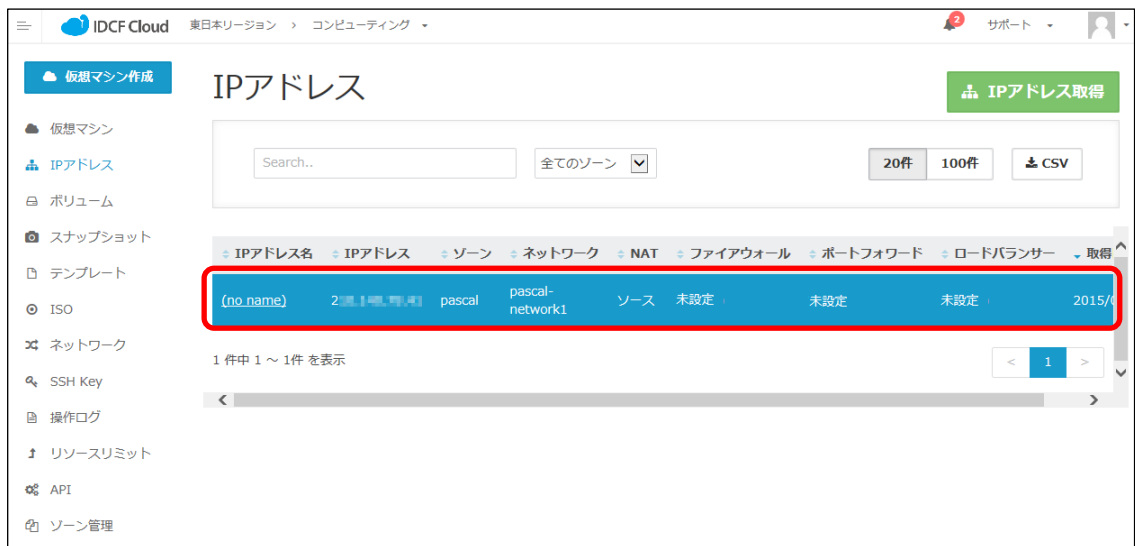 IDCF Cloud 東日本リージョン › コンピューティング 2 サポート
仮想マシン作成
IPアドレス
IPアドレス取得
仮想マシン
IPアドレス
ボリューム
スナップショット
テンプレート
ISO
ネットワーク
SSH Key
操作ログ
リソースリミット
API
ゾーン管理
Search.. 全てのゾーン 20件 100件 CSV
IPアドレス名 IPアドレス ゾーン ネットワーク NAT ファイアウォール ポートフォワード ロードバランサー 取得
(no name) pascal pascal-
network1 ソース 未設定 未設定 未設定 2015/
1 件中 1 ～ 1件 を表示 < 1 >